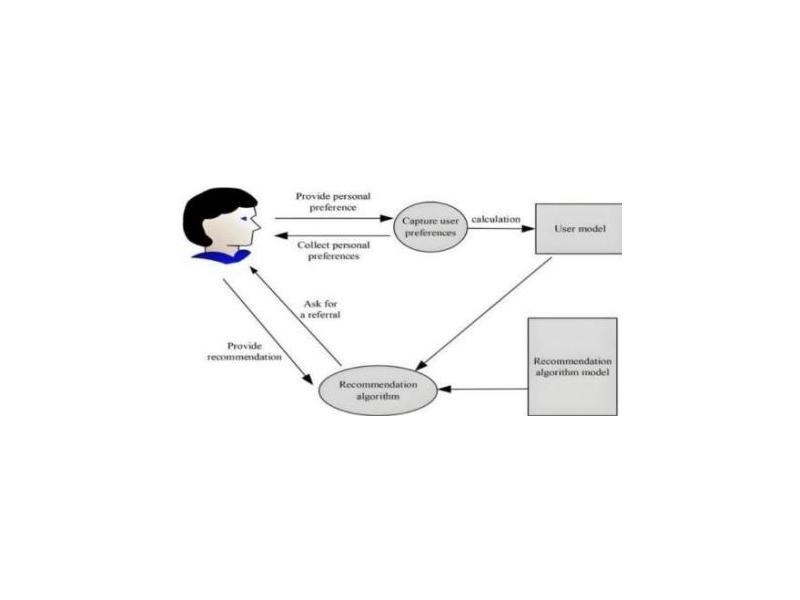 Provide personal
preference
Capture user
preferences
calculation
User model
Collect personal
preferences
Ask for
a referral
Provide
recommendation
Recommendation
algorithm
Recommendation
algorithm model